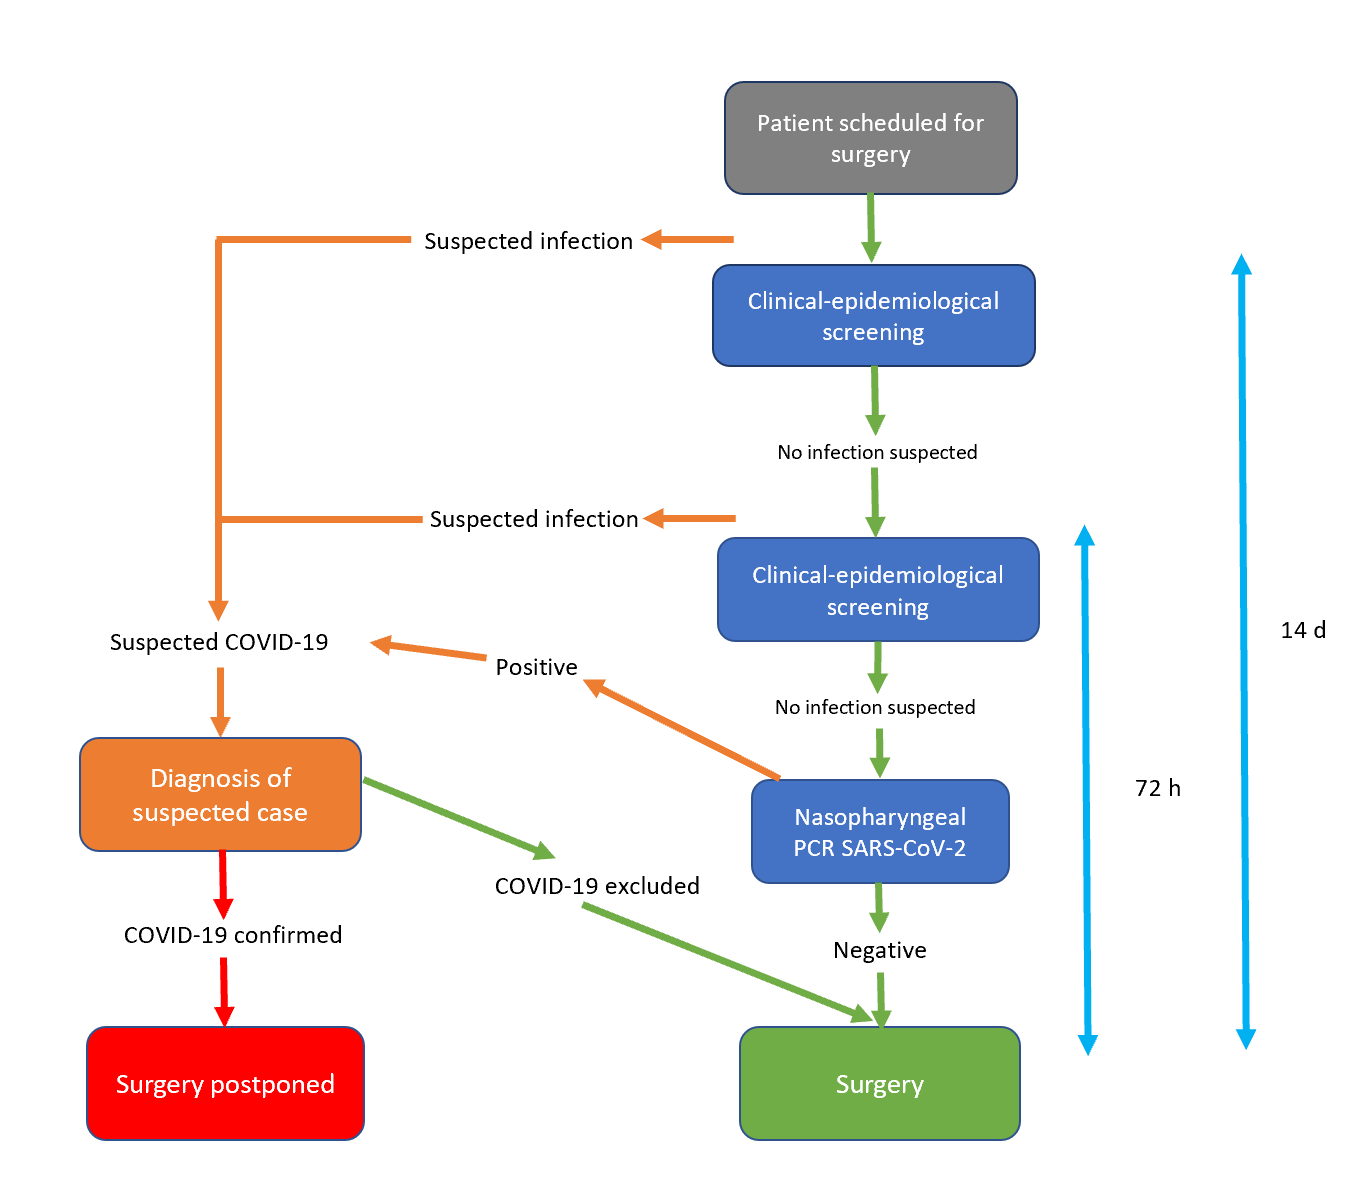 Patient scheduled for
surgery
Suspected infection
Clinical-epidemiological
screening
No infection suspected
Suspected infection
Clinical-epidemiological
screening
14 d
Suspected COVID-19
Positive
No infection suspected
Diagnosis of
suspected case
72 h
Nasopharyngeal
PCR SARS-CoV-2
COVID-19 excluded
COVID-19 confirmed
Negative
Surgery postponed
Surgery